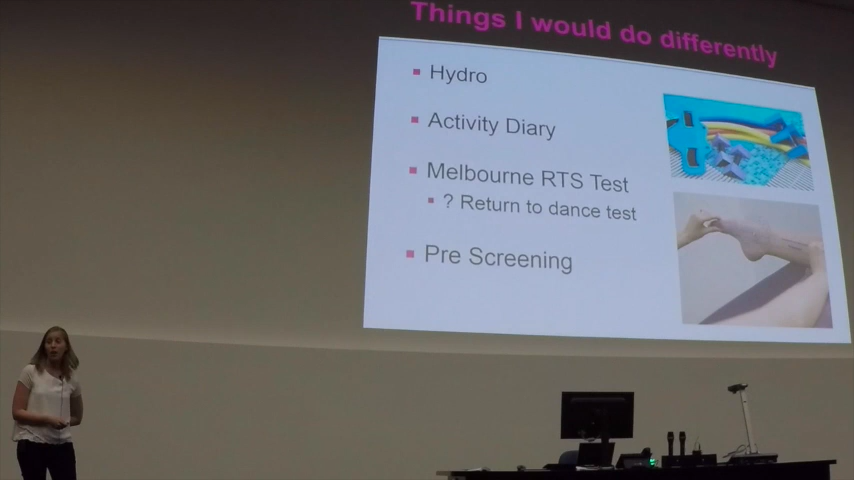 Things I would do differently
Hydro
Activity Diary
Melbourne RTS Test
? Return to dance test
Pre Screening